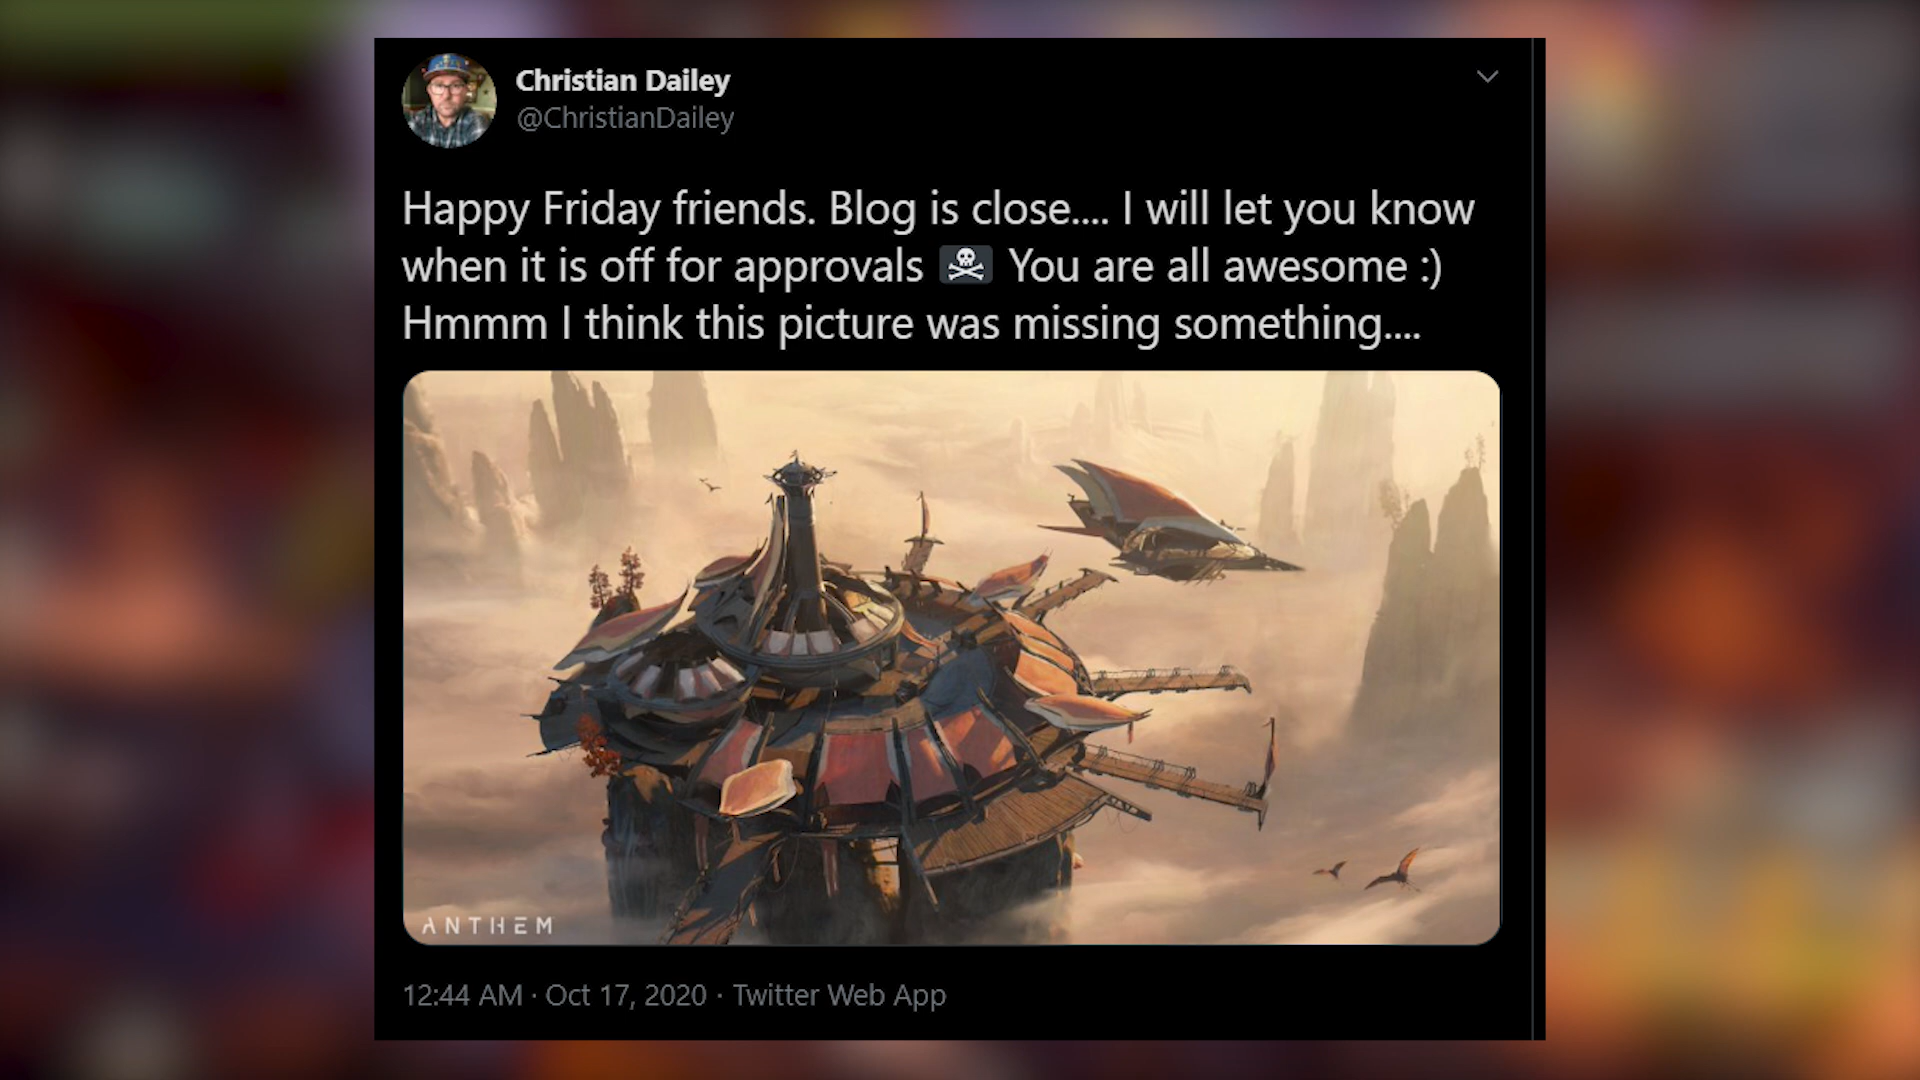 Christian Dailey
@ChristianDailey
Happy Friday friends. Blog is close.... I will let you know
when it is off for approvals ☠ You are all awesome :)
Hmmm I think this picture was missing something....
ANTHEM
12:44 AM · Oct 17, 2020 · Twitter Web App